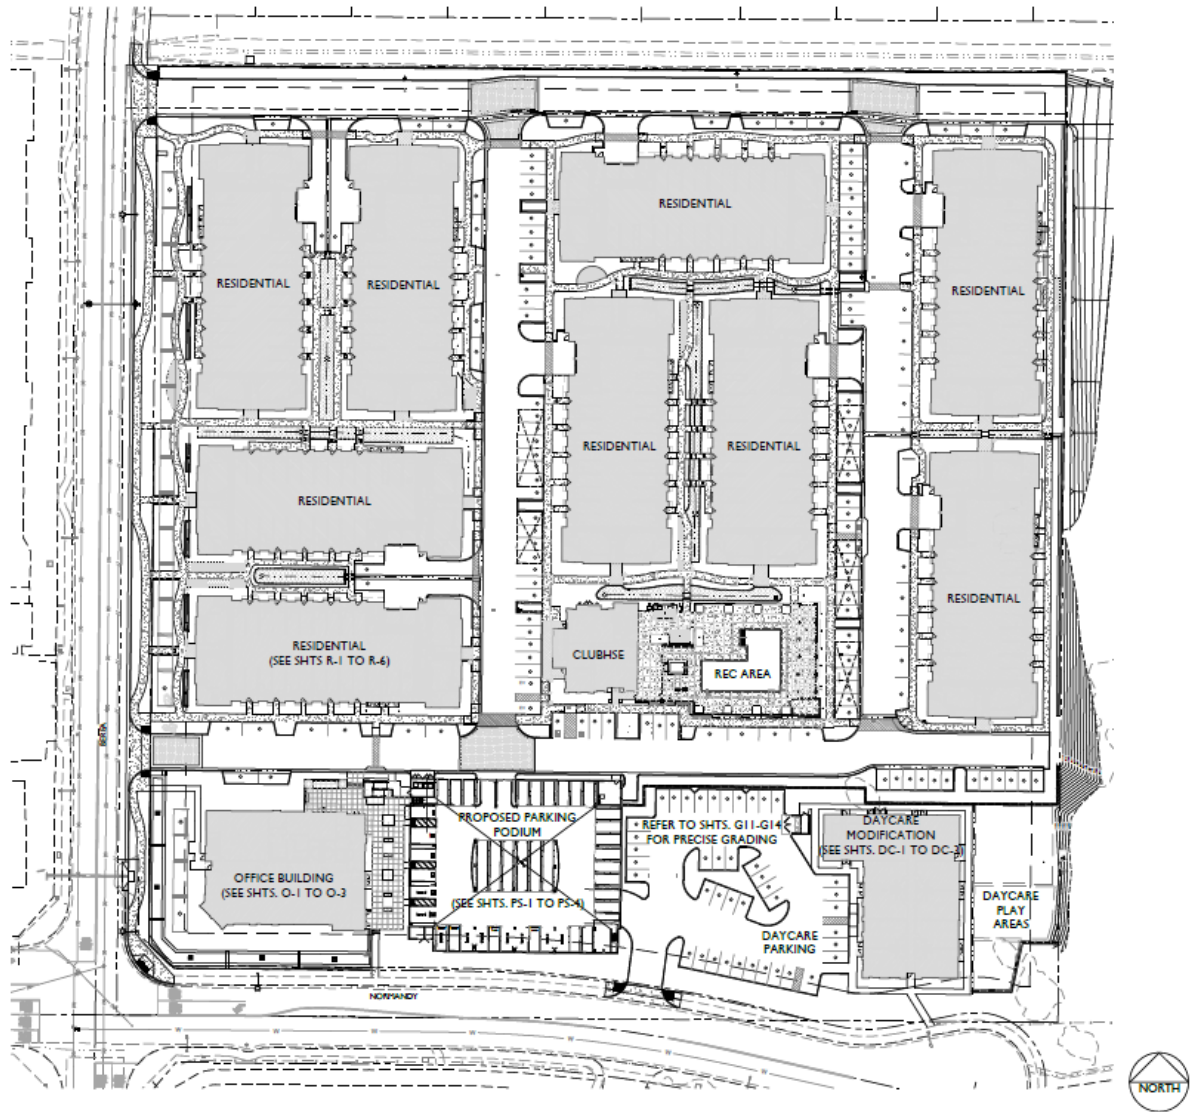 RESIDENTIAL
RESIDENTIAL
RESIDENTIAL
RESIDENTIAL
RESIDENTIAL
RESIDENTIAL
RESIDENTIAL
RESIDENTIAL
RESIDENTIAL
RESIDENTIAL
(SEE SHTS R-1 TO R-6)
CLUBHSE
REC AREA
BERTA
PROPOSED PARKING
PODIUM
(SEE SHTS. PS-1 TO PS-4)
REFER TO SHTS. G11-G14
FOR PRECISE GRADING
DAYCARE
MODIFICATION
(SEE SHTS. DC-1 TO DC-3)
OFFICE BUILDING
(SEE SHTS. O-1 TO O-3
DAYCARE
PLAY
AREAS
DAYCARE
PARKING
NORMANDY
NORTH